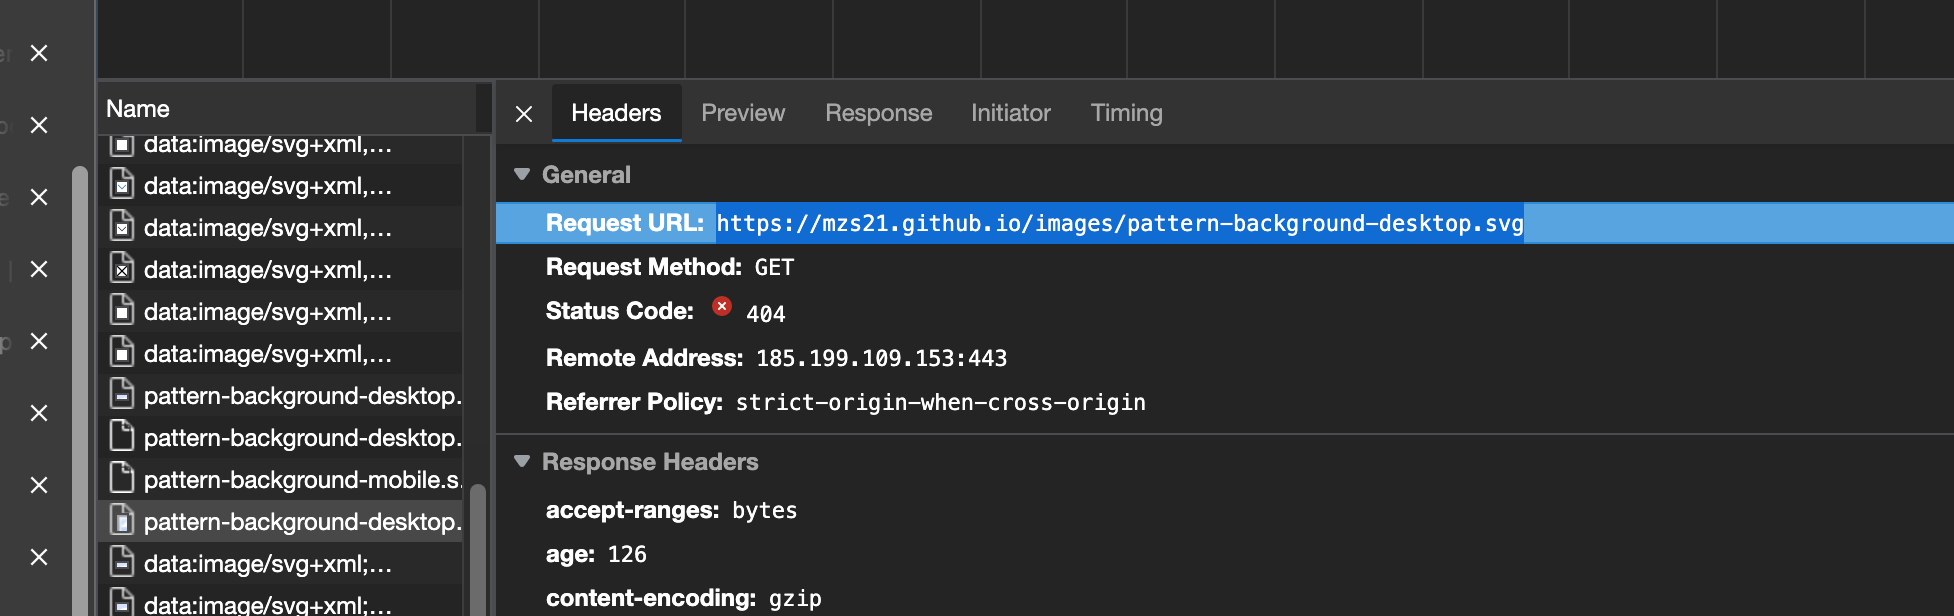 Name
data:image/svg+xml,...
data:image/svg+xml,...
data:image/svg+xml,...
data:image/svg+xml,...
data:image/svg+xml,...
data:image/svg+xml,...
pattern-background-desktop.
pattern-background-desktop.
pattern-background-mobile.s.
pattern-background-desktop.
data:image/svg+xml;...
data:image/svg+xml;...
Headers Preview Response Initiator Timing
General
Request URL: https://mzs21.github.io/images/pattern-background-desktop.svg
Request Method: GET
Status Code: 404
Remote Address: 185.199.109.153:443
Referrer Policy: strict-origin-when-cross-origin
Response Headers
accept-ranges: bytes
age: 126
content-encoding: gzip